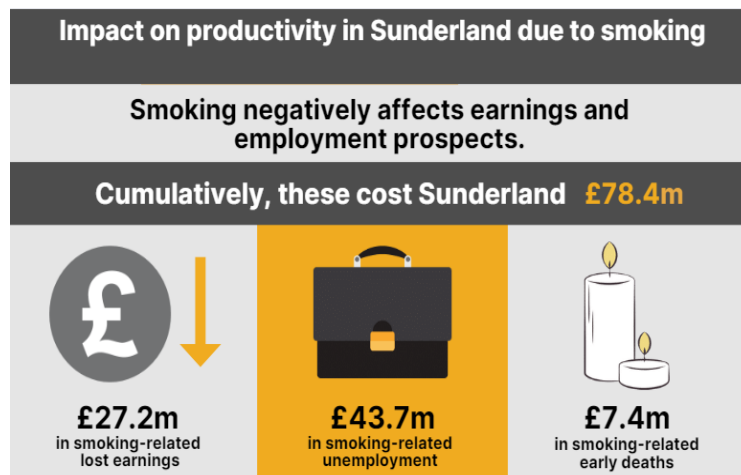 Impact on productivity in Sunderland due to smoking
Smoking negatively affects earnings and
employment prospects.
Cumulatively, these cost Sunderland £78.4m
£
£27.2m
in smoking-related
lost earnings
£43.7m
in smoking-related
unemployment
£7.4m
in smoking-related
early deaths